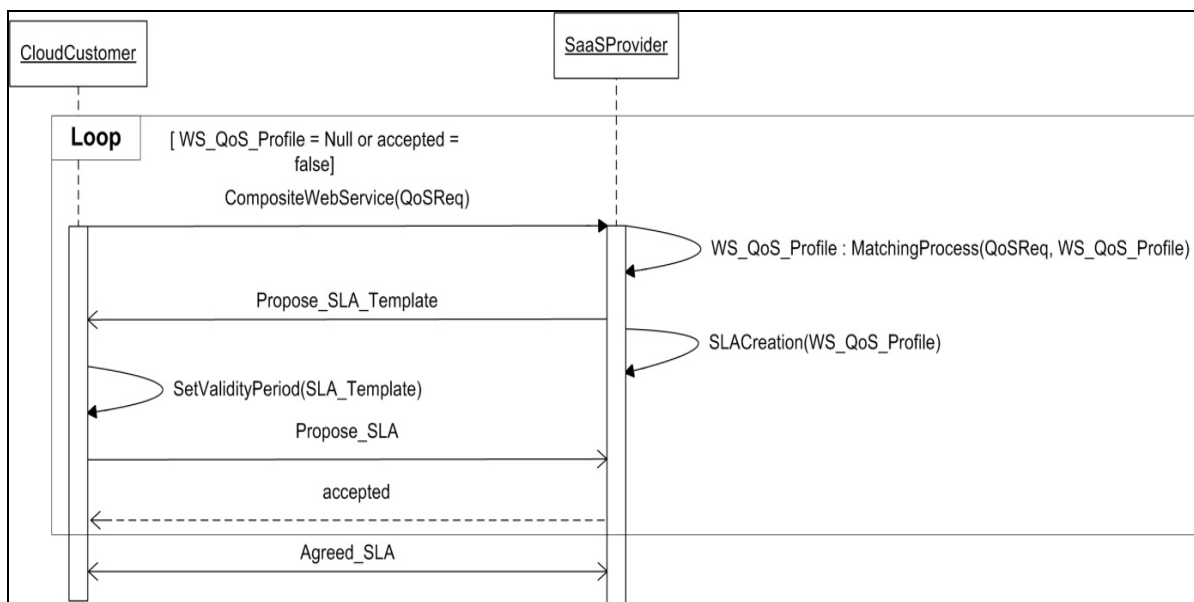 CloudCustomer
SaaSProvider
Loop
[ WS_QoS_Profile = Null or accepted =
false]
CompositeWebService(QoSReq)
WS_QoS_Profile : MatchingProcess(QoSReq, WS_QoS_Profile)
Propose_SLA_Template
SLACreation(WS_QoS_Profile)
SetValidityPeriod(SLA_Template)
Propose_SLA
accepted
Agreed_SLA